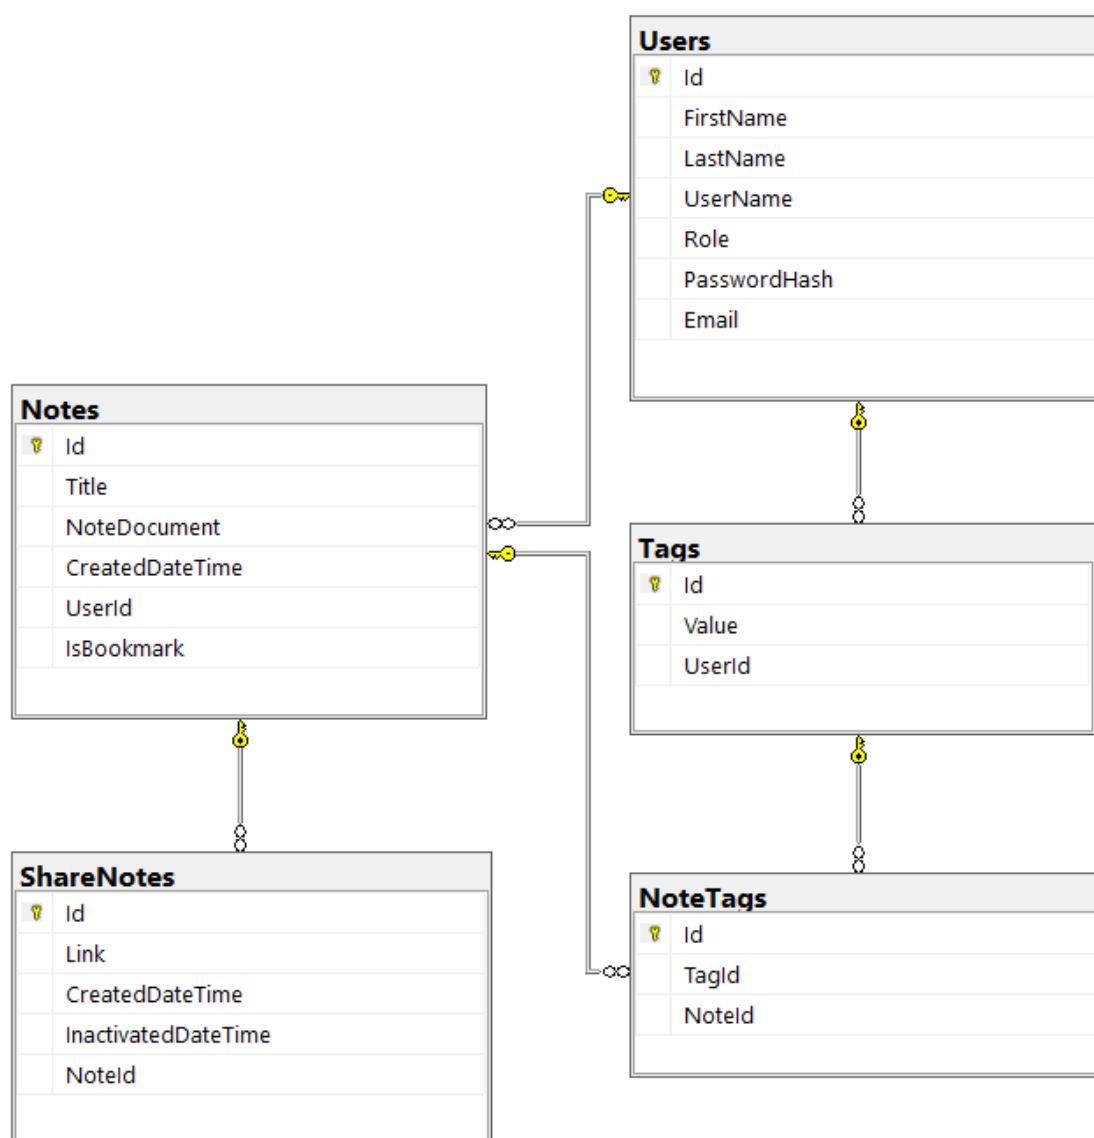 Users
Id
FirstName
LastName
UserName
Role
PasswordHash
Email
Notes
Id
Title
NoteDocument
CreatedDateTime
UserId
IsBookmark
Tags
Id
Value
UserId
ShareNotes
Id
Link
CreatedDateTime
InactivatedDateTime
NoteId
NoteTags
Id
TagId
NoteId